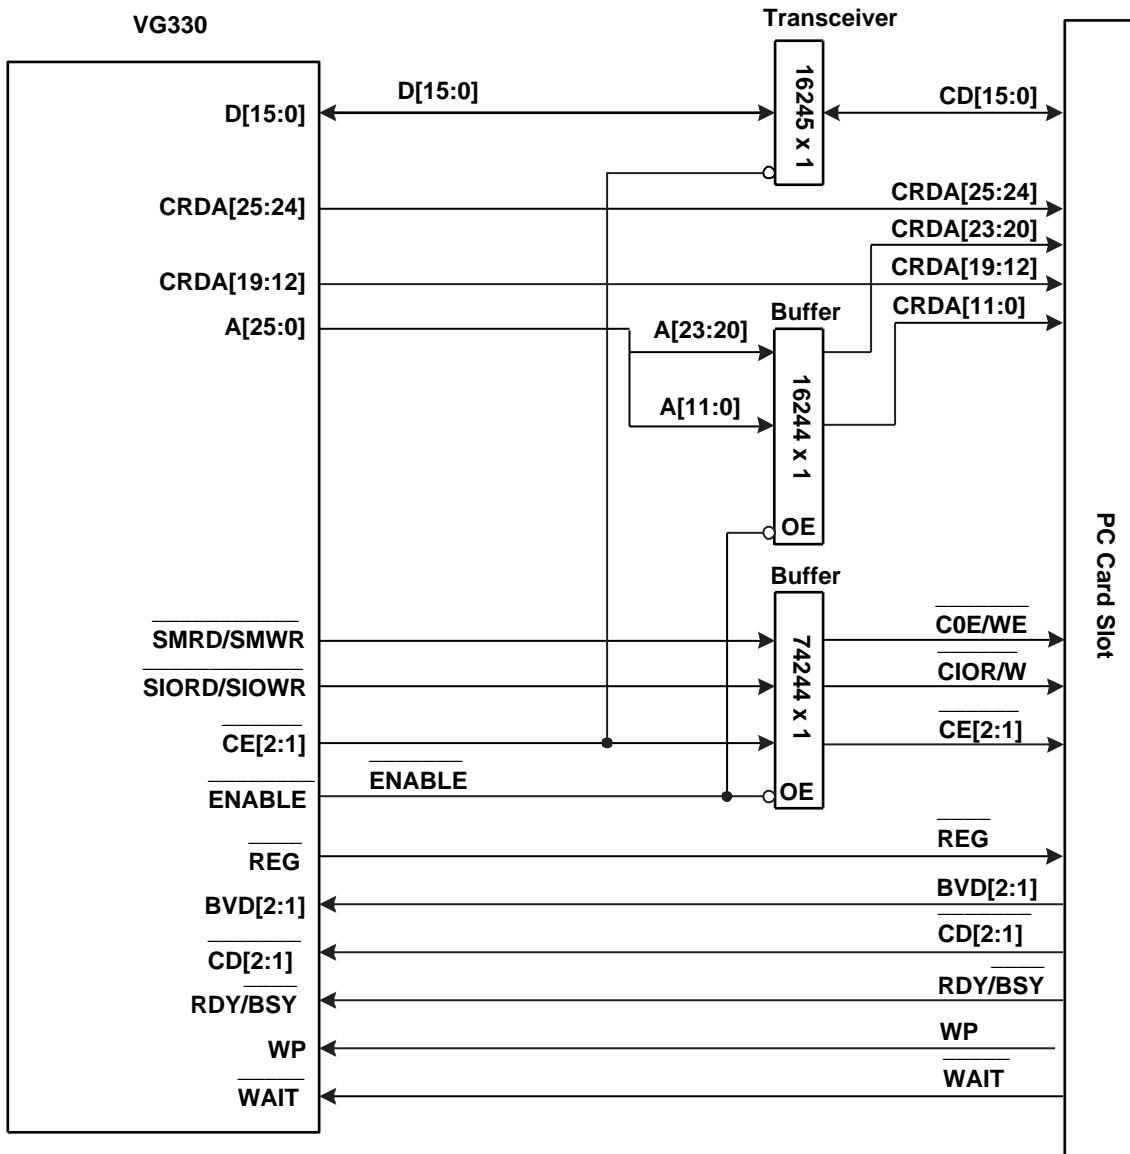 VG330
Transceiver
D[15:0]
D[15:0]
16245 x 1
CD[15:0]
CRDA[25:24]
CRDA[25:24]
CRDA[23:20]
CRDA[19:12]
CRDA[19:12]
A[25:0]
Buffer
CRDA[11:0]
A[23:20]
A[11:0]
16244 x 1
OE
PC Card Slot
Buffer
SMRD/SMWR
74244 x 1
C0E/WE
SIORD/SIOWR
CIOR/W
CE[2:1]
CE[2:1]
ENABLE
ENABLE
OE
REG
REG
BVD[2:1]
BVD[2:1]
CD[2:1]
CD[2:1]
RDY/BSY
RDY/BSY
WP
WP
WAIT
WAIT